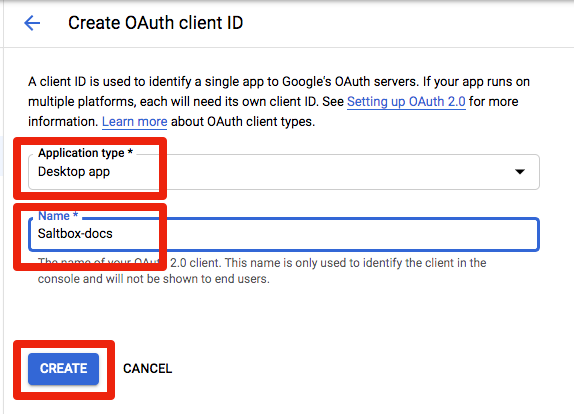 Create OAuth client ID
A client ID is used to identify a single app to Google's OAuth servers. If your app runs on
multiple platforms, each will need its own client ID. See Setting up OAuth 2.0 for more
information. Learn more about OAuth client types.
Application type *
Desktop app
Name *
Saltbox-docs
The name of your OAuth 2.0 client. This name is only used to identify the client in the
console and will not be shown to end users.
CREATE CANCEL